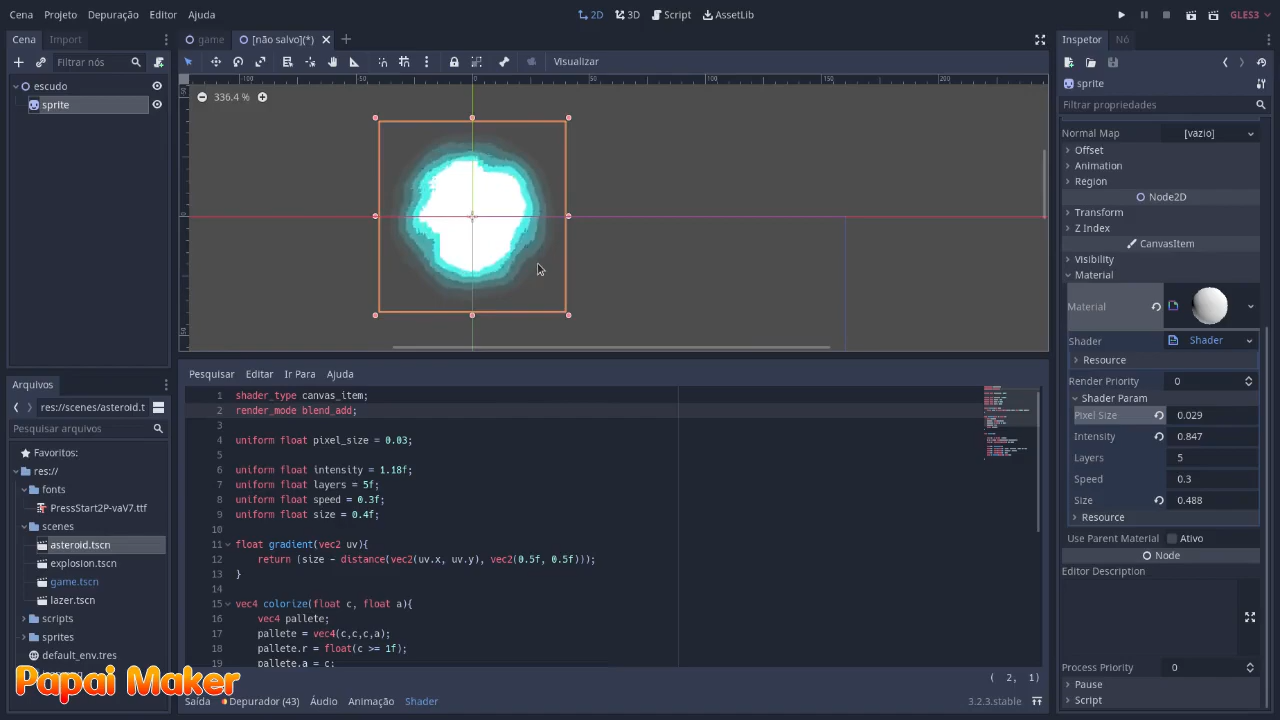 Cena Projeto Depuração Editor Ajuda
2D 3D Script AssetLib
GLES3
Cena Import
game [não salvo](*)
Inspetor Nó
Filtrar nós
Visualizar
escudo
sprite
-100 -50 0 50 100 150 200
336.4 %
sprite
Filtrar propriedades
Normal Map [vazio]
Offset
Animation
Region
Node2D
Transform
Z Index
CanvasItem
Visibility
Material
Material
Shader Shader
Resource
Render Priority 0
Shader Param
Pixel Size 0.029
Intensity 0.847
Layers 5
Speed 0.3
Size 0.488
Resource
Use Parent Material Ativo
Node
Editor Description
Process Priority 0
Pause
Script
Pesquisar Editar Ir Para Ajuda
1 shader_type canvas_item;
2 render_mode blend_add;
3
4 uniform float pixel_size = 0.03;
5
6 uniform float intensity = 1.18f;
7 uniform float layers = 5f;
8 uniform float speed = 0.3f;
9 uniform float size = 0.4f;
10
11 float gradient(vec2 uv){
12 return (size - distance(vec2(uv.x, uv.y), vec2(0.5f, 0.5f)));
13 }
14
15 vec4 colorize(float c, float a){
16 vec4 pallete;
17 pallete = vec4(c,c,c,a);
18 pallete.r = float(c >= 1f);
19 pallete.a = c;
( 2, 1)
Arquivos
res://scenes/asteroid.t
Pesquisar arquivos
Favoritos:
res://
fonts
PressStart2P-vaV7.ttf
scenes
asteroid.tscn
explosion.tscn
game.tscn
lazer.tscn
scripts
sprites
default_env.tres
Papai Maker
Saída Depurador (43) Áudio Animação Shader
3.2.3.stable